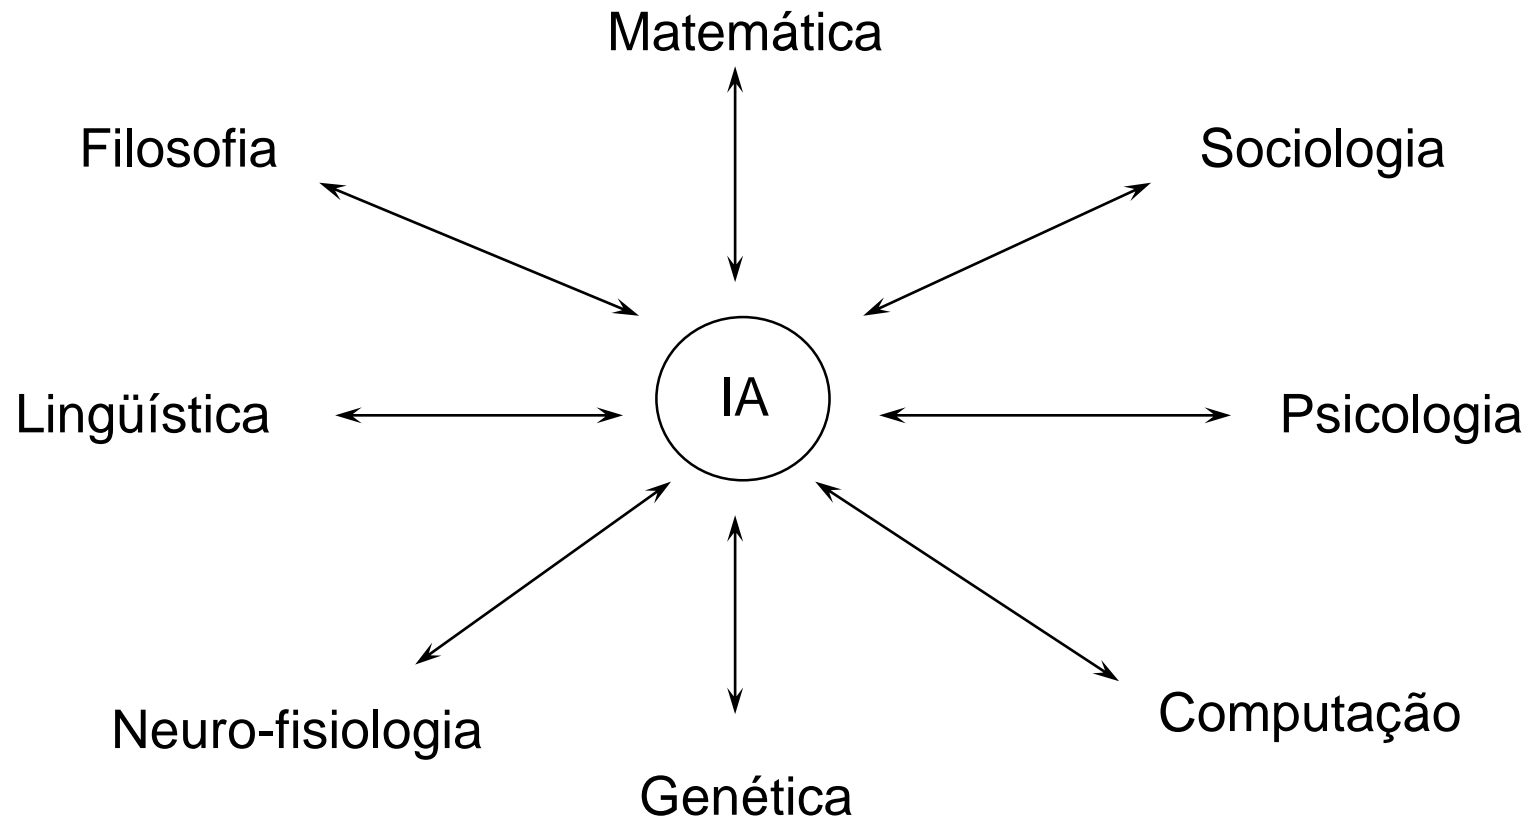 Matemática
Filosofia
Sociologia
IA
Lingüística
Psicologia
Neuro-fisiologia
Computação
Genética